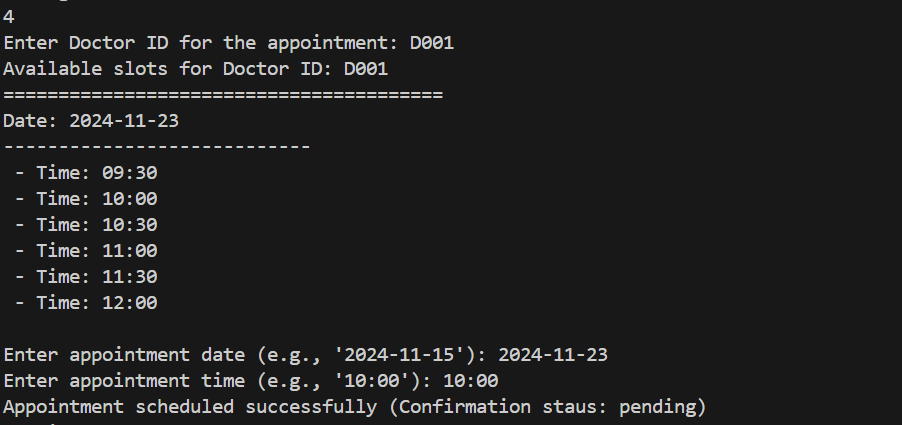 4
Enter Doctor ID for the appointment: D001
Available slots for Doctor ID: D001
========================================
Date: 2024-11-23
----------------------------
- Time: 09:30
- Time: 10:00
- Time: 10:30
- Time: 11:00
- Time: 11:30
- Time: 12:00
Enter appointment date (e.g., '2024-11-15'): 2024-11-23
Enter appointment time (e.g., '10:00'): 10:00
Appointment scheduled successfully (Confirmation staus: pending)